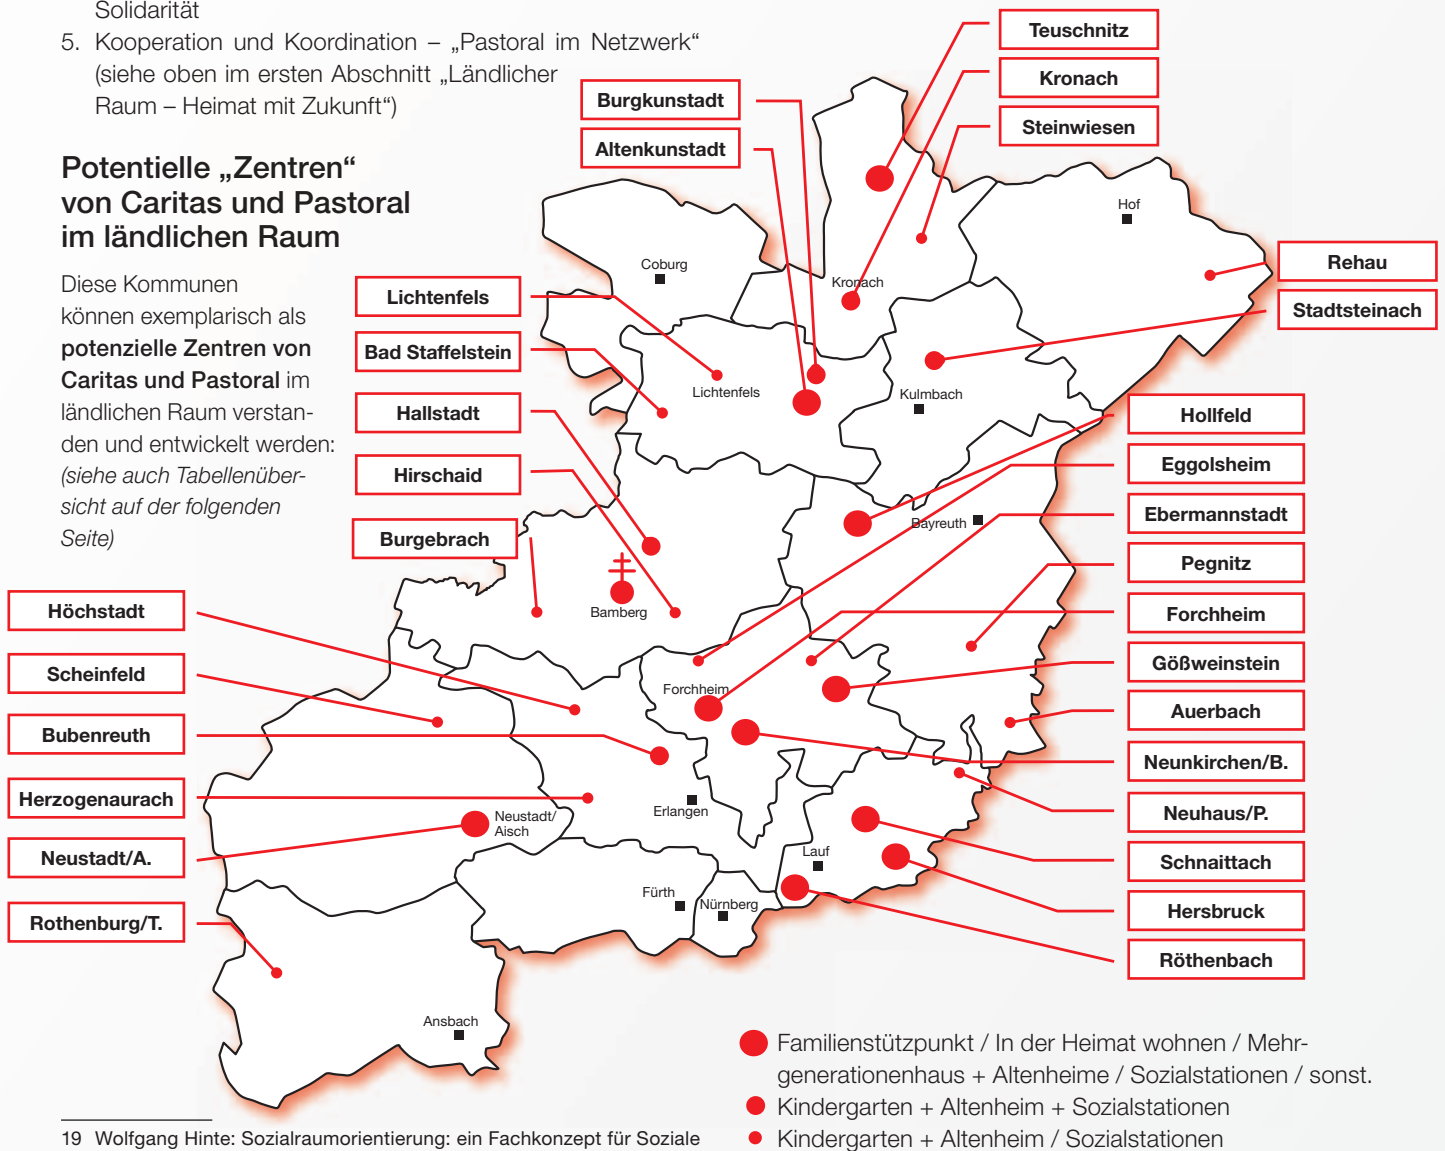 Solidarität
5. Kooperation und Koordination – „Pastoral im Netzwerk“
(siehe oben im ersten Abschnitt „Ländlicher
Raum – Heimat mit Zukunft“)
Potentielle „Zentren“
von Caritas und Pastoral
im ländlichen Raum
Diese Kommunen
können exemplarisch als
potenzielle Zentren von
Caritas und Pastoral im
ländlichen Raum verstan-
den und entwickelt werden:
(siehe auch Tabellenüber-
sicht auf der folgenden
Seite)
Teuschnitz
Kronach
Steinwiesen
Burgkunstadt
Altenkunstadt
Rehau
Stadtsteinach
Lichtenfels
Bad Staffelstein
Hallstadt
Hirschaid
Burgebrach
Höchstadt
Scheinfeld
Bubenreuth
Herzogenaurach
Neustadt/A.
Rothenburg/T.
Hollfeld
Eggolsheim
Ebermannstadt
Pegnitz
Forchheim
Gößweinstein
Auerbach
Neunkirchen/B.
Neuhaus/P.
Schnaittach
Hersbruck
Röthenbach
Hof
Coburg
Kronach
Lichtenfels
Kulmbach
Bayreuth
Bamberg
Forchheim
Erlangen
Neustadt/
Aisch
Lauf
Fürth
Nürnberg
Ansbach
Familienstützpunkt / In der Heimat wohnen / Mehr-
generationenhaus + Altenheime / Sozialstationen / sonst.
Kindergarten + Altenheim + Sozialstationen
Kindergarten + Altenheim / Sozialstationen
19 Wolfgang Hinte: Sozialraumorientierung: ein Fachkonzept für Soziale